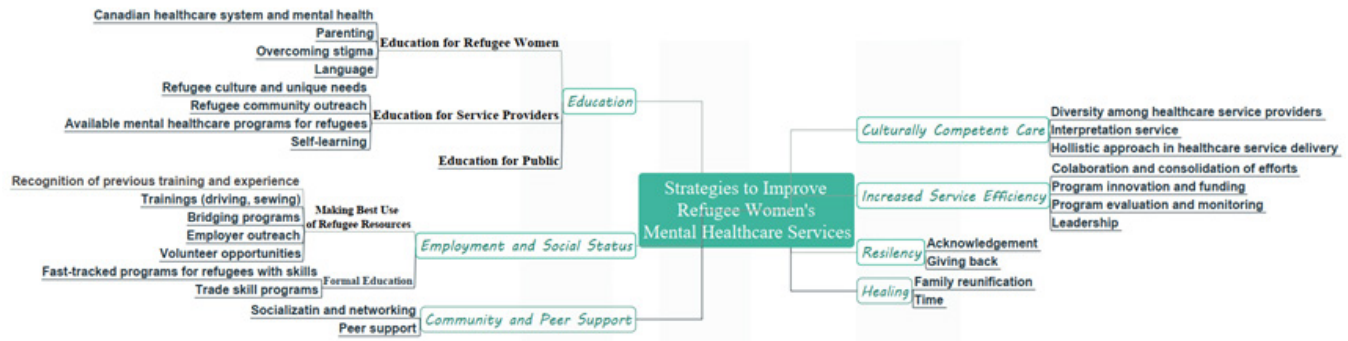 Canadian healthcare system and mental health
Parenting
Overcoming stigma
Language
Education for Refugee Women
Refugee culture and unique needs
Refugee community outreach
Available mental healthcare programs for refugees
Self-learning
Education for Service Providers
Education for Public
Education
Recognition of previous training and experience
Trainings (driving, sewing)
Bridging programs
Employer outreach
Volunteer opportunities
Making Best Use
of Refugee Resources
Fast-tracked programs for refugees with skills
Trade skill programs
Formal Education
Employment and Social Status
Socializatin and networking
Peer support
Community and Peer Support
Strategies to Improve
Refugee Women's
Mental Healthcare Services
Culturally Competent Care
Diversity among healthcare service providers
Interpretation service
Hollistic approach in healthcare service delivery
Increased Service Efficiency
Colaboration and consolidation of efforts
Program innovation and funding
Program evaluation and monitoring
Leadership
Resilency
Acknowledgement
Giving back
Healing
Family reunification
Time